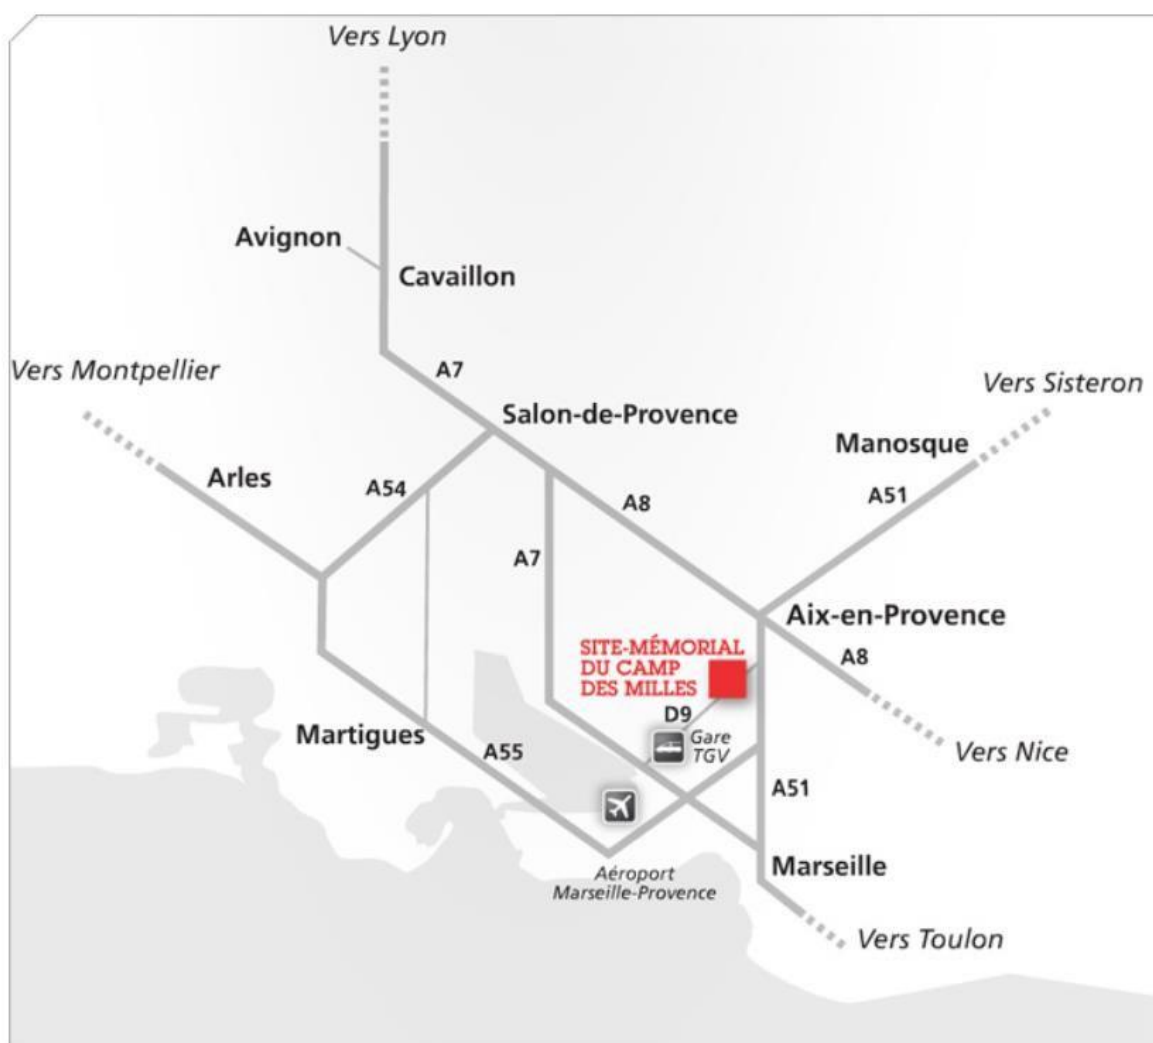 Vers Lyon
Avignon
Cavaillon
Vers Montpellier
A7
Vers Sisteron
Salon-de-Provence
Manosque
Arles
A54
A8
A51
A7
Aix-en-Provence
SITE-MÉMORIAL
DU CAMP
DES MILLES
A8
D9
Gare
TGV
Martigues
A55
Vers Nice
A51
Marseille
Aéroport
Marseille-Provence
Vers Toulon